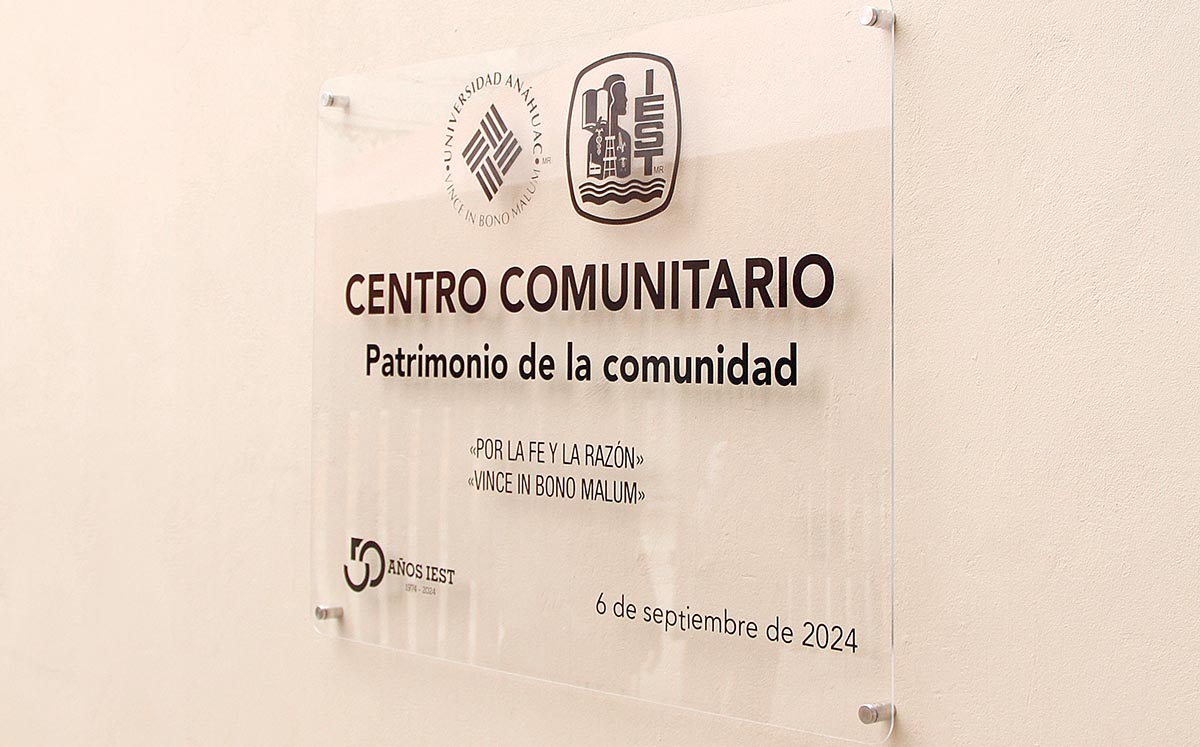 •UNIVERSIDAD ANÁHUAC•
VINCE IN BONO MALUM
MR
IEST
MR
CENTRO COMUNITARIO
Patrimonio de la comunidad
«POR LA FE Y LA RAZÓN»
«VINCE IN BONO MALUM»
50 AÑOS IEST
1974 - 2024
6 de septiembre de 2024